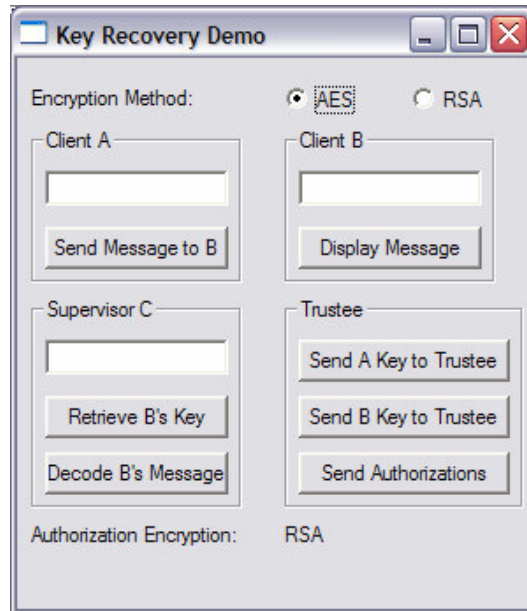 Key Recovery Demo
Encryption Method: AES RSA
Client A Client B
Send Message to B Display Message
Supervisor C Trustee
Send A Key to Trustee
Retrieve B's Key Send B Key to Trustee
Decode B's Message Send Authorizations
Authorization Encryption: RSA